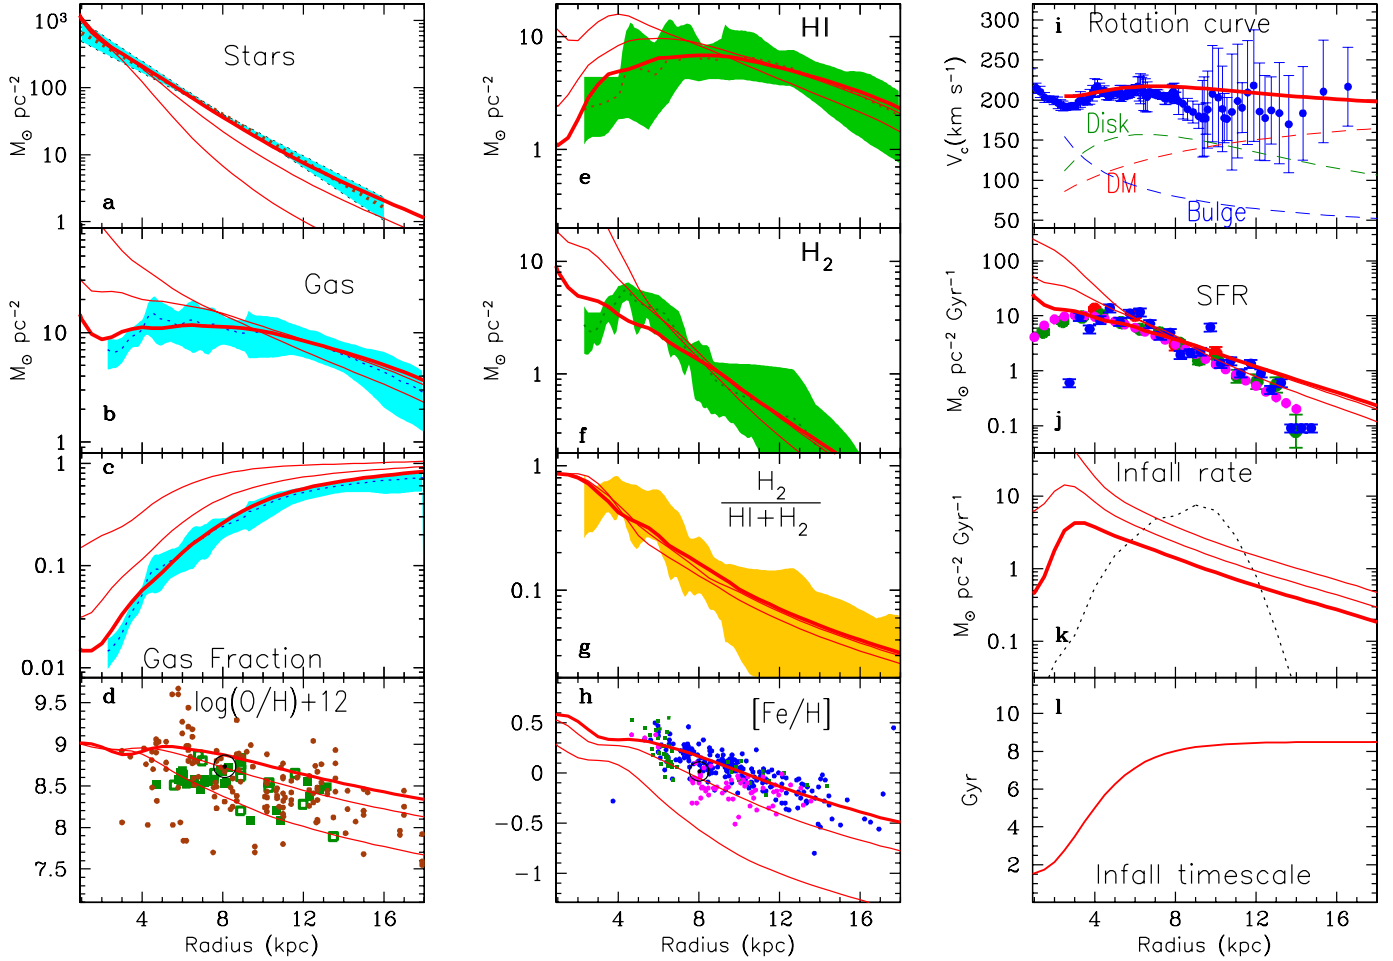 10³
100
10
1
M⊙ pc⁻²
Stars
a
10
1
M⊙ pc⁻²
Gas
b
1
0.1
0.01
c
Gas Fraction
9.5
9
8.5
8
7.5
d
log(O/H)+12
4 8 12 16
Radius (kpc)
10
1
M⊙ pc⁻²
HI
e
10
1
M⊙ pc⁻²
H₂
f
1
0.1
H₂
HI+H₂
g
0.5
0
−0.5
−1
h
[Fe/H]
4 8 12 16
Radius (kpc)
300
250
200
150
100
50
V_c(km s⁻¹)
i
Rotation curve
Disk
DM
Bulge
100
10
1
0.1
M⊙ pc⁻² Gyr⁻¹
SFR
j
10
1
0.1
M⊙ pc⁻² Gyr⁻¹
Infall rate
k
10
8
6
4
2
Gyr
l
Infall timescale
4 8 12 16
Radius (kpc)